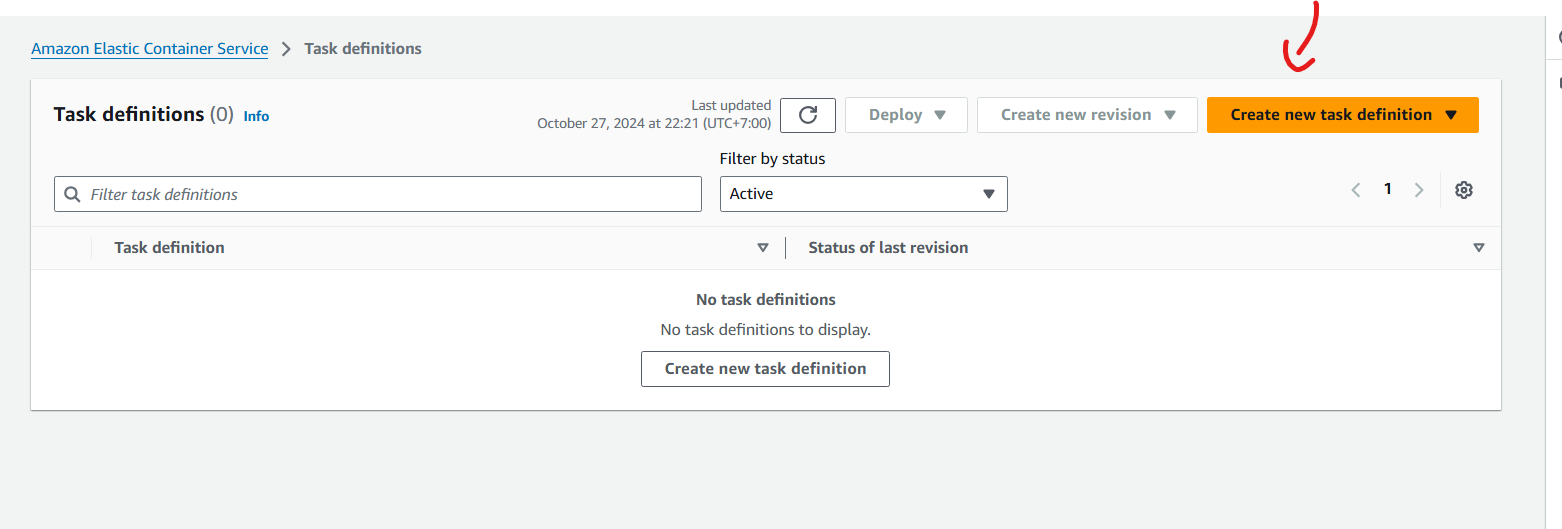 Amazon Elastic Container Service > Task definitions
Task definitions (0) Info
Last updated
October 27, 2024 at 22:21 (UTC+7:00)
Deploy
Create new revision
Create new task definition
Filter by status
Filter task definitions
Active
1
Task definition
Status of last revision
No task definitions
No task definitions to display.
Create new task definition